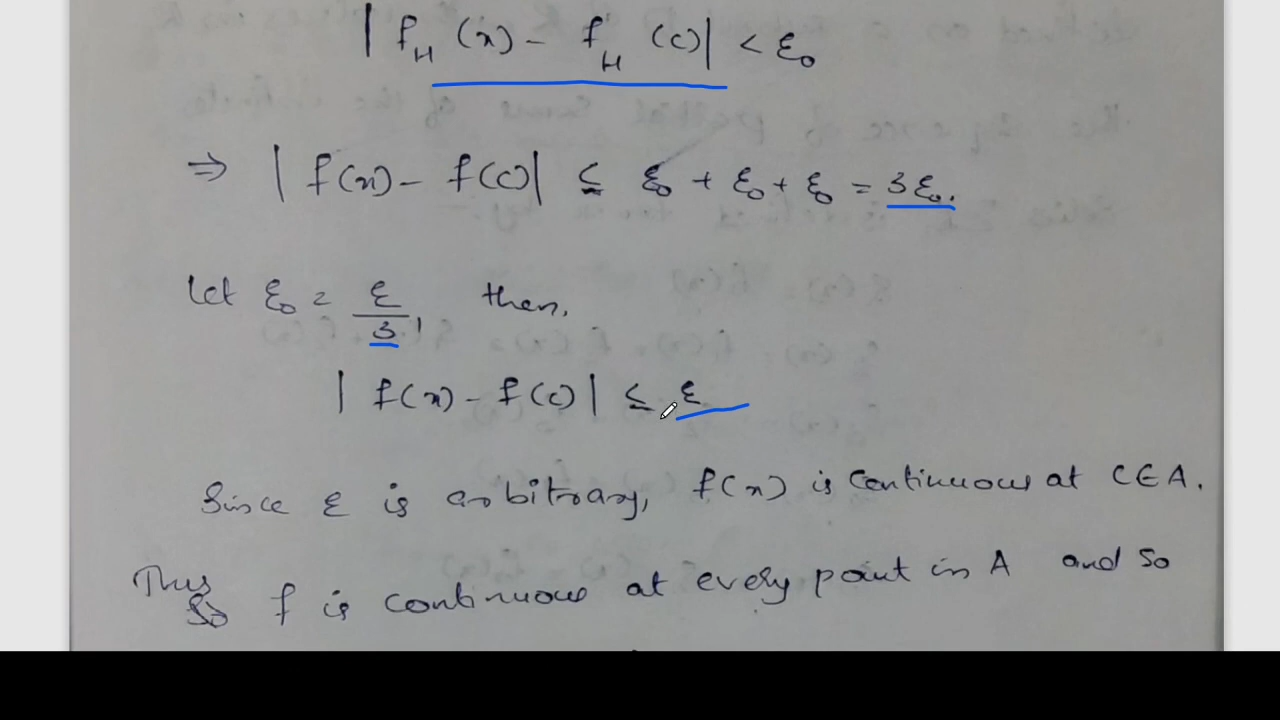 | f_H (x) - f_H (c) | < ε₀
⇒ | f(x) - f(c) | ≤ ε₀ + ε₀ + ε₀ = 3ε₀.
Let ε₀ = ε/3, then,
| f(x) - f(c) | ≤ ε
Since ε is arbitrary, f(x) is continuous at C∈A.
Thus
So f is continuous at every point in A and so